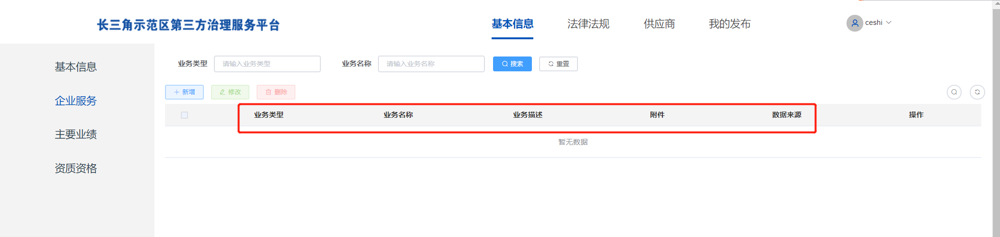 长三角示范区第三方治理服务平台
基本信息 法律法规 供应商 我的发布
ceshi
基本信息
企业服务
主要业绩
资质资格
业务类型 请输入业务类型 业务名称 请输入业务名称 搜索 重置
新增 修改 删除
业务类型 业务名称 业务描述 附件 数据来源 操作
暂无数据